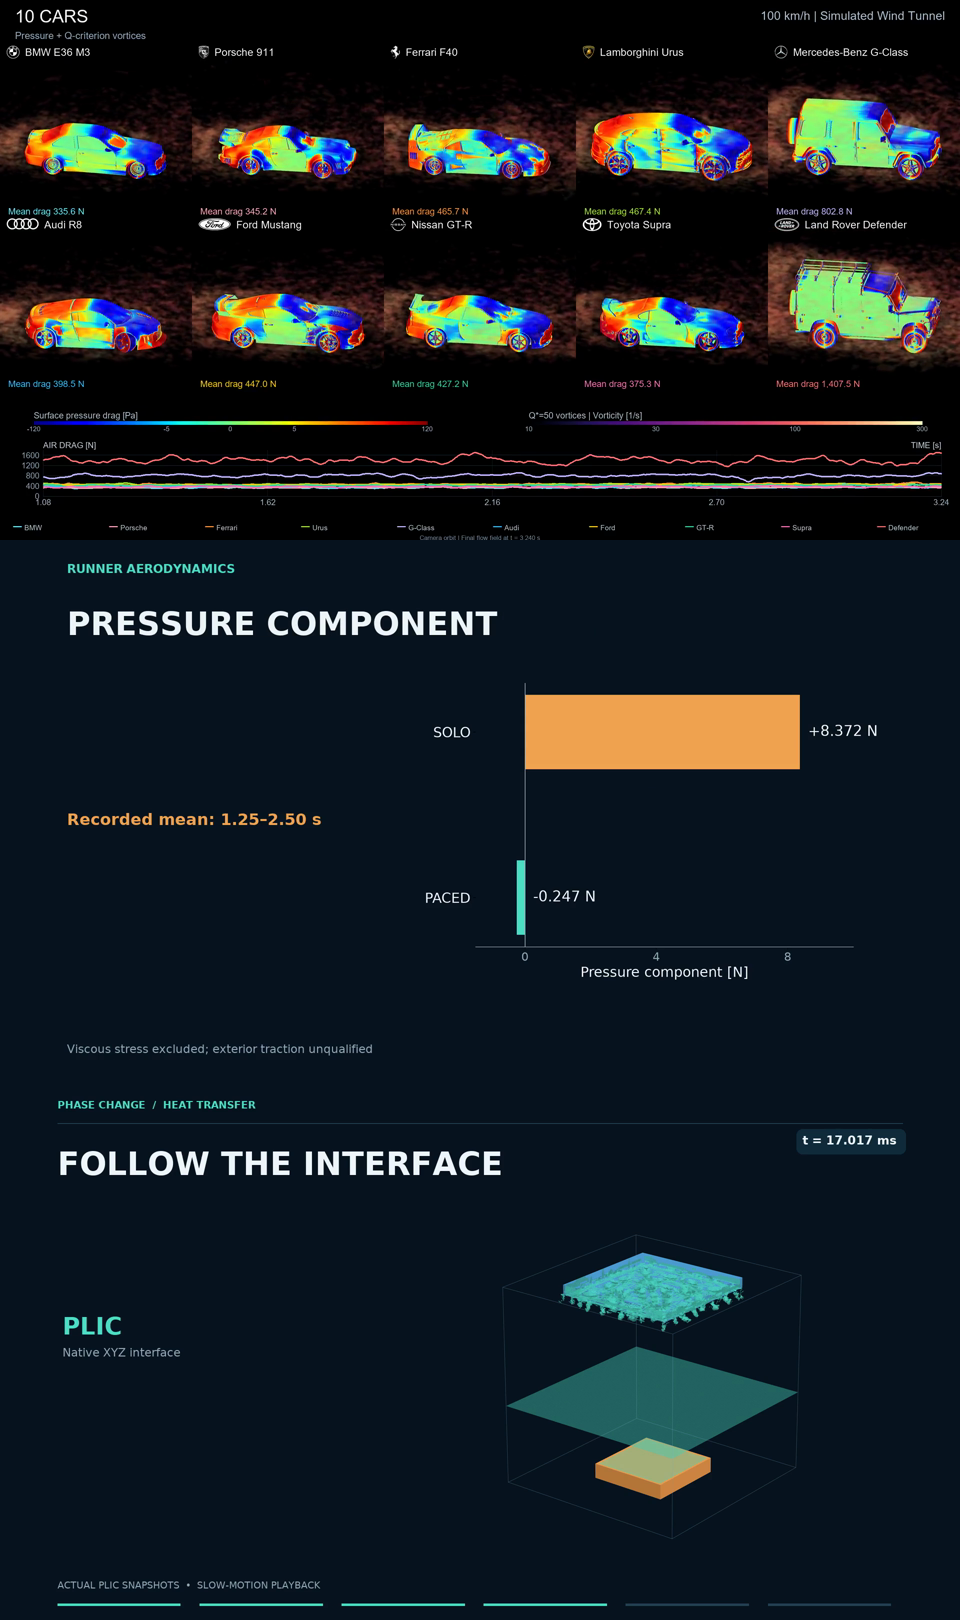 10 CARS
100 km/h | Simulated Wind Tunnel
Pressure + Q-criterion vortices
BMW E36 M3
Porsche 911
Ferrari F40
Lamborghini Urus
Mercedes-Benz G-Class
Mean drag 335.6 N
Mean drag 345.2 N
Mean drag 465.7 N
Mean drag 467.4 N
Mean drag 802.8 N
Audi R8
Ford Mustang
Nissan GT-R
Toyota Supra
Land Rover Defender
Mean drag 398.5 N
Mean drag 447.0 N
Mean drag 427.2 N
Mean drag 375.3 N
Mean drag 1,407.5 N
Surface pressure drag [Pa]
-120 -5 0 5 120
Q*=50 vortices | Vorticity [1/s]
10 30 100 300
AIR DRAG [N]
TIME [s]
1600
1200
800
400
0
1.08 1.62 2.16 2.70 3.24
BMW Porsche Ferrari Urus G-Class Audi Ford GT-R Supra Defender
Camera orbit | Final flow field at t = 3.240 s
RUNNER AERODYNAMICS
PRESSURE COMPONENT
SOLO
+8.372 N
Recorded mean: 1.25–2.50 s
PACED
-0.247 N
0 4 8
Pressure component [N]
Viscous stress excluded; exterior traction unqualified
PHASE CHANGE / HEAT TRANSFER
t = 17.017 ms
FOLLOW THE INTERFACE
PLIC
Native XYZ interface
ACTUAL PLIC SNAPSHOTS • SLOW-MOTION PLAYBACK